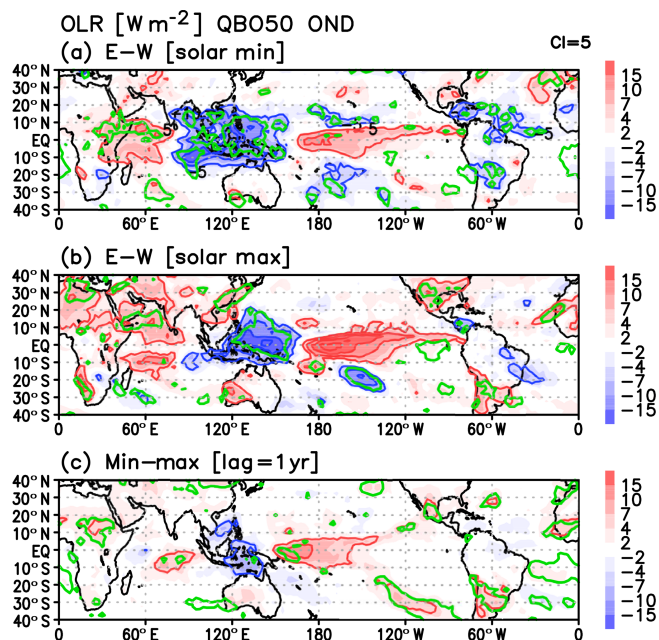 OLR [W m-2] QBO50 OND
(a) E-W [solar min]
CI=5
40°N
30°N
20°N
10°N
EQ
10°S
20°S
30°S
40°S
0 60°E 120°E 180 120°W 60°W 0
5 5 5 5
15
10
7
4
2
-2
-4
-7
-10
-15
(b) E-W [solar max]
40°N
30°N
20°N
10°N
EQ
10°S
20°S
30°S
40°S
0 60°E 120°E 180 120°W 60°W 0
15
10
7
4
2
-2
-4
-7
-10
-15
(c) Min-max [lag=1yr]
40°N
30°N
20°N
10°N
EQ
10°S
20°S
30°S
40°S
0 60°E 120°E 180 120°W 60°W 0
15
10
7
4
2
-2
-4
-7
-10
-15